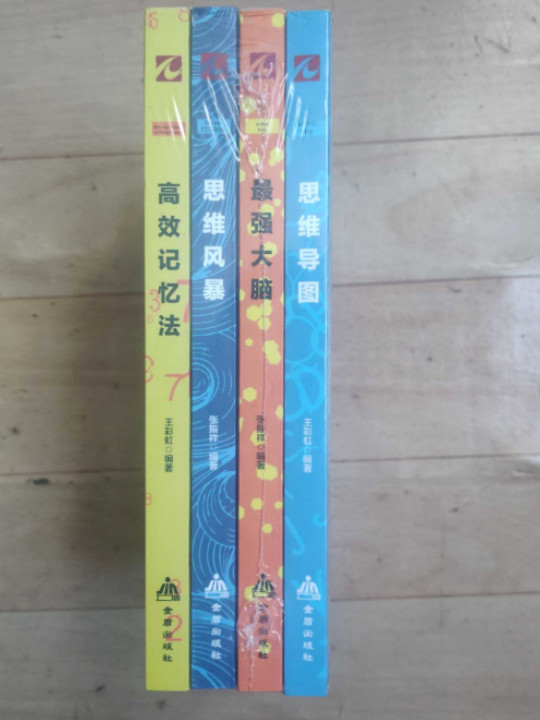 高效记忆法
王彩虹○编著
金盾出版社
思维风暴
张振祥○编著
金盾出版社
最强大脑
张振祥○编著
金盾出版社
思维导图
王彩虹○编著
金盾出版社